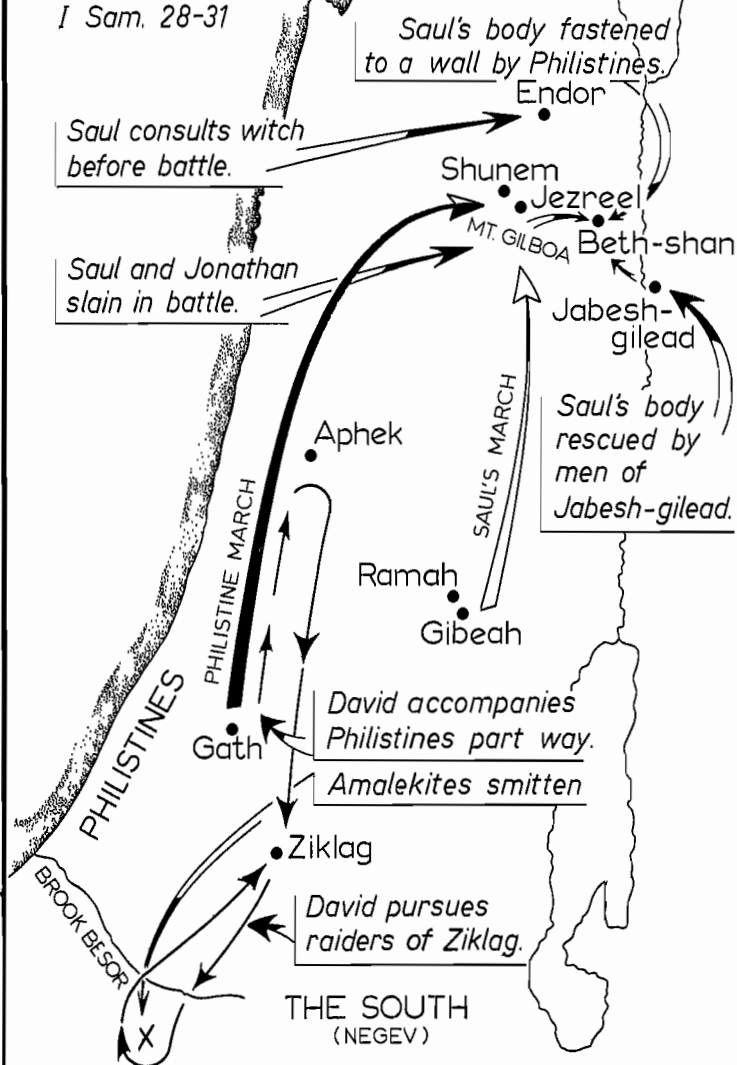 I Sam. 28-31
Saul's body fastened
to a wall by Philistines.
Endor
Saul consults witch
before battle.
Shunem
Jezreel
MT. GILBOA
Beth-shan
Saul and Jonathan
slain in battle.
Jabesh-
gilead
Saul's body
rescued by
men of
Jabesh-gilead.
Aphek
SAUL'S MARCH
PHILISTINE MARCH
Ramah
Gibeah
PHILISTINES
Gath
David accompanies
Philistines part way.
Amalekites smitten
Ziklag
BROOK BESOR
David pursues
raiders of Ziklag.
THE SOUTH
(NEGEV)
X